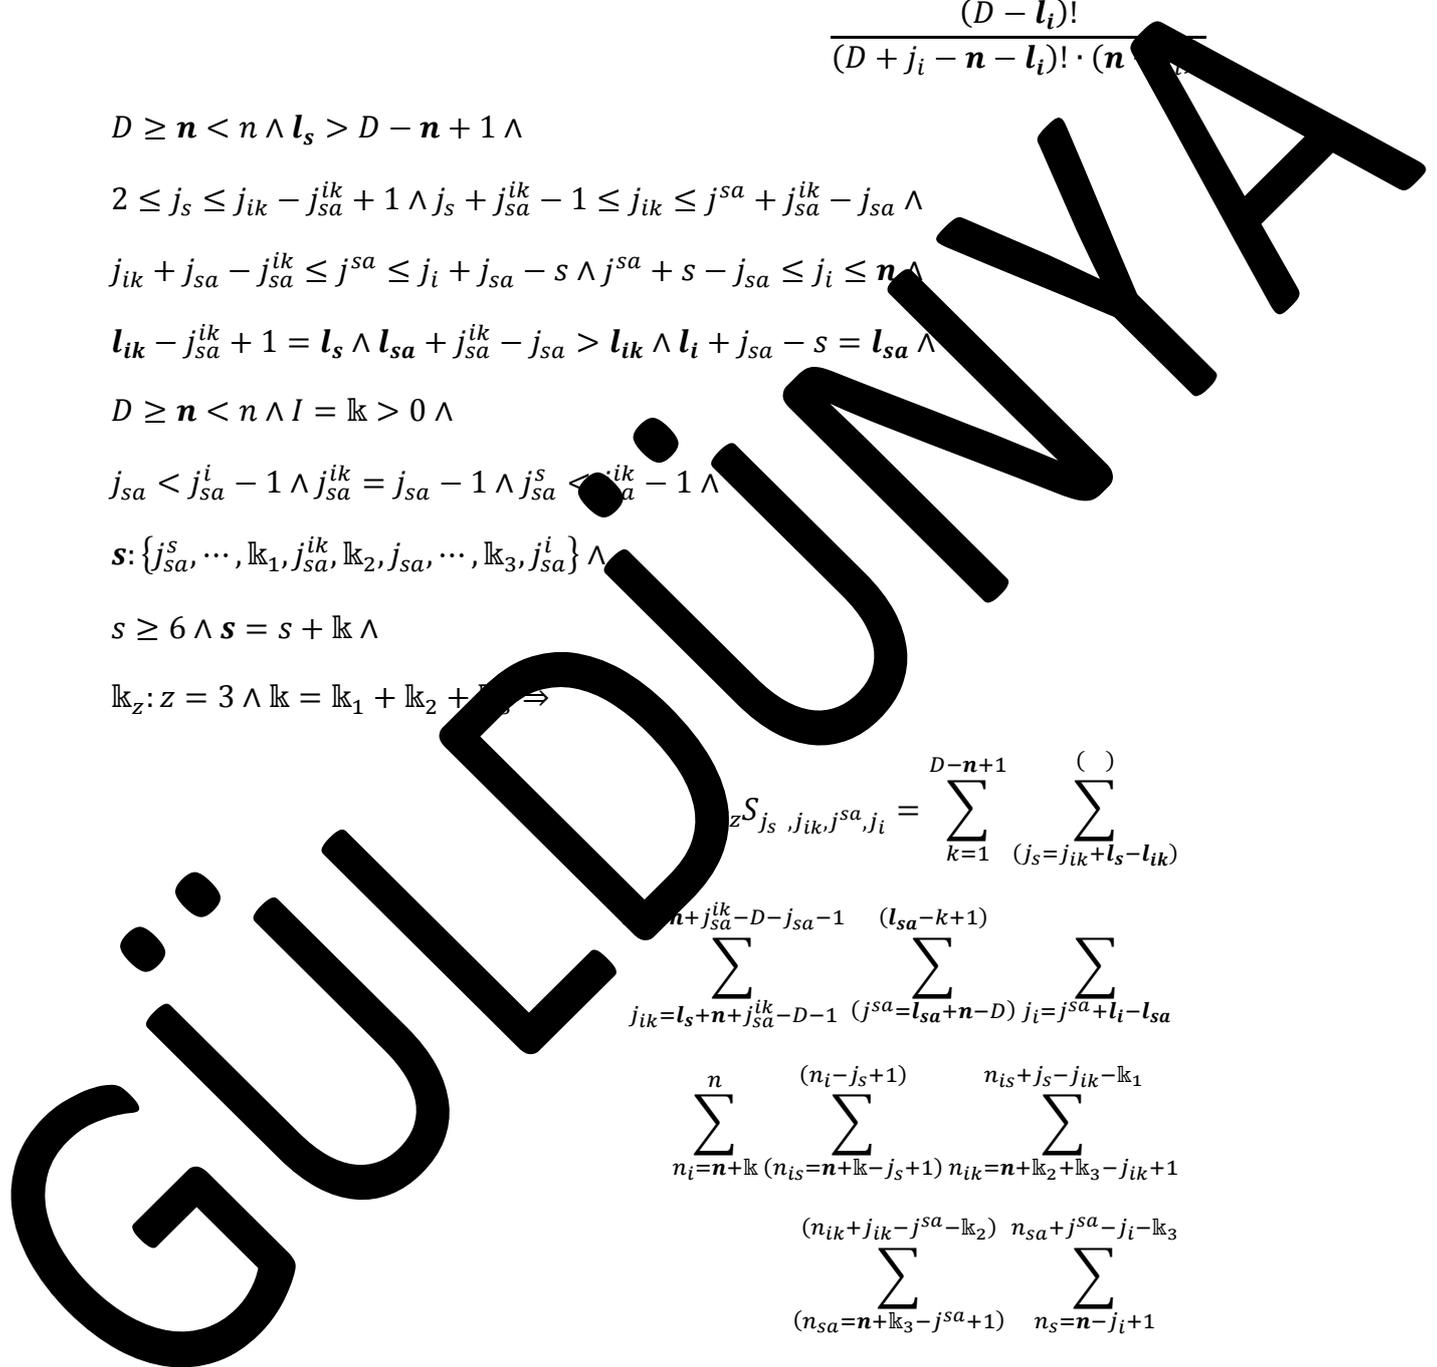 (D − l_i)!
(D + j_i − n − l_i)! · (n
D ≥ n < n ∧ l_s > D − n + 1 ∧
2 ≤ j_s ≤ j_ik − j_sa^ik + 1 ∧ j_s + j_sa^ik − 1 ≤ j_ik ≤ j^sa + j_sa^ik − j_sa ∧
j_ik + j_sa − j_sa^ik ≤ j^sa ≤ j_i + j_sa − s ∧ j^sa + s − j_sa ≤ j_i ≤ n ∧
l_ik − j_sa^ik + 1 = l_s ∧ l_sa + j_sa^ik − j_sa > l_ik ∧ l_i + j_sa − s = l_sa ∧
D ≥ n < n ∧ I = 𝕜 > 0 ∧
j_sa < j_sa^i − 1 ∧ j_sa^ik = j_sa − 1 ∧ j_sa^s < j_sa^ik − 1 ∧
s: {j_sa^s, ⋯ , 𝕜_1, j_sa^ik, 𝕜_2, j_sa, ⋯ , 𝕜_3, j_sa^i} ∧
s ≥ 6 ∧ s = s + 𝕜 ∧
𝕜_z: z = 3 ∧ 𝕜 = 𝕜_1 + 𝕜_2 + 𝕜_3 ⇒
D−n+1 ( )
_z S_{j_s ,j_ik,j^sa,j_i} = ∑ ∑
k=1 (j_s=j_ik+l_s−l_ik)
n+j_sa^ik−D−j_sa−1 (l_sa−k+1)
∑ ∑ ∑
j_ik=l_s+n+j_sa^ik−D−1 (j^sa=l_sa+n−D) j_i=j^sa+l_i−l_sa
n (n_i−j_s+1) n_is+j_s−j_ik−𝕜_1
∑ ∑ ∑
n_i=n+𝕜 (n_is=n+𝕜−j_s+1) n_ik=n+𝕜_2+𝕜_3−j_ik+1
(n_ik+j_ik−j^sa−𝕜_2) n_sa+j^sa−j_i−𝕜_3
∑ ∑
(n_sa=n+𝕜_3−j^sa+1) n_s=n−j_i+1
GÜLDÜNYA